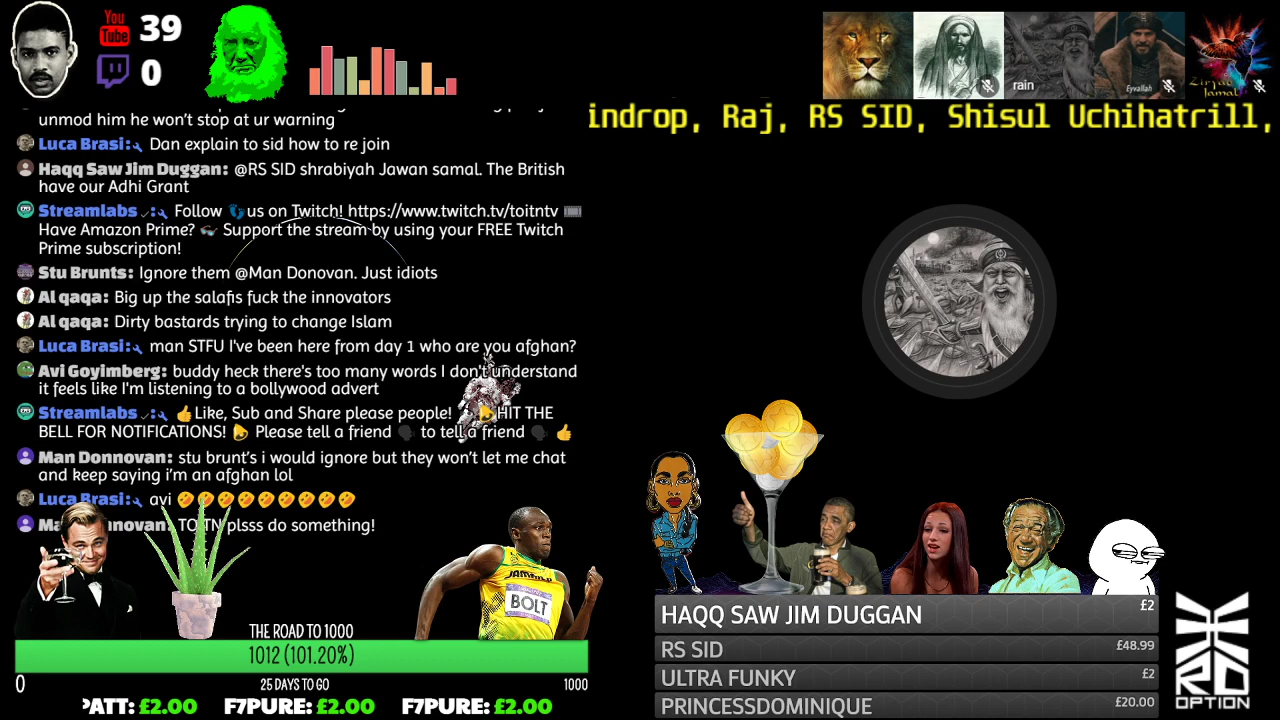 You
Tube 39
0
rain
Eyvallah
Ziryab
Jamal
indrop, Raj, RS SID, Shisul Uchihatrill,
unmod him he won't stop at ur warning
Luca Brasi: Dan explain to sid how to re join
Haqq Saw Jim Duggan: @RS SID shrabiyah Jawan samal. The British
have our Adhi Grant
Streamlabs : Follow 👣us on Twitch! https://www.twitch.tv/toitntv
Have Amazon Prime? 👓 Support the stream by using your FREE Twitch
Prime subscription!
Stu Brunts: Ignore them @Man Donovan. Just idiots
Al qaqa: Big up the salafis fuck the innovators
Al qaqa: Dirty bastards trying to change Islam
Luca Brasi: man STFU I've been here from day 1 who are you afghan?
Avi Goyimberg: buddy heck there's too many words I don't understand
it feels like I'm listening to a bollywood advert
Streamlabs : 👍Like, Sub and Share please people! HIT THE
BELL FOR NOTIFICATIONS! Please tell a friend 🗣 to tell a friend 🗣 👍
Man Donnovan: stu brunt's i would ignore but they won't let me chat
and keep saying i'm an afghan lol
Luca Brasi: avi
plsss do something!
JAMAICA
BOLT
THE ROAD TO 1000
1012 (101.20%)
0 25 DAYS TO GO 1000
PATT: £2.00 F7PURE: £2.00 F7PURE: £2.00
HAQQ SAW JIM DUGGAN £2
RS SID £48.99
ULTRA FUNKY £2
PRINCESSDOMINIQUE £20.00
OPTION